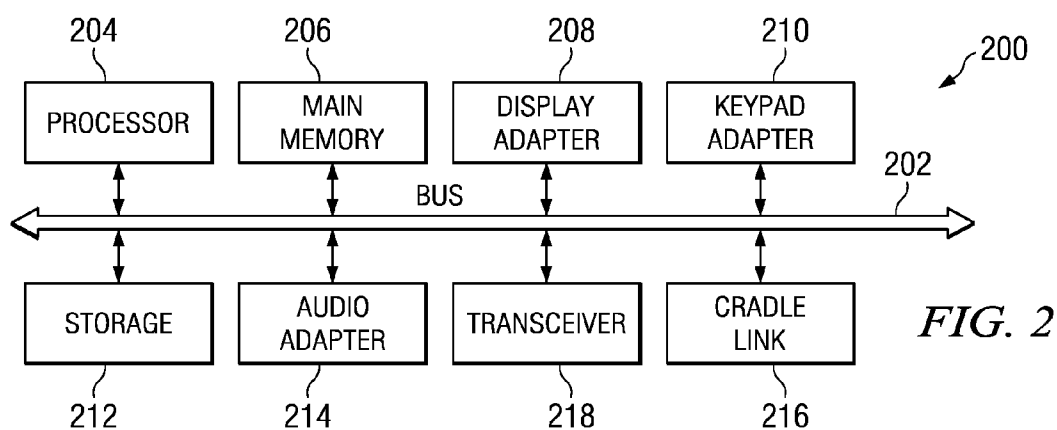 204 206 208 210
200
PROCESSOR
MAIN
MEMORY
DISPLAY
ADAPTER
KEYPAD
ADAPTER
BUS
202
STORAGE
AUDIO
ADAPTER
TRANSCEIVER
CRADLE
LINK
FIG. 2
212 214 218 216